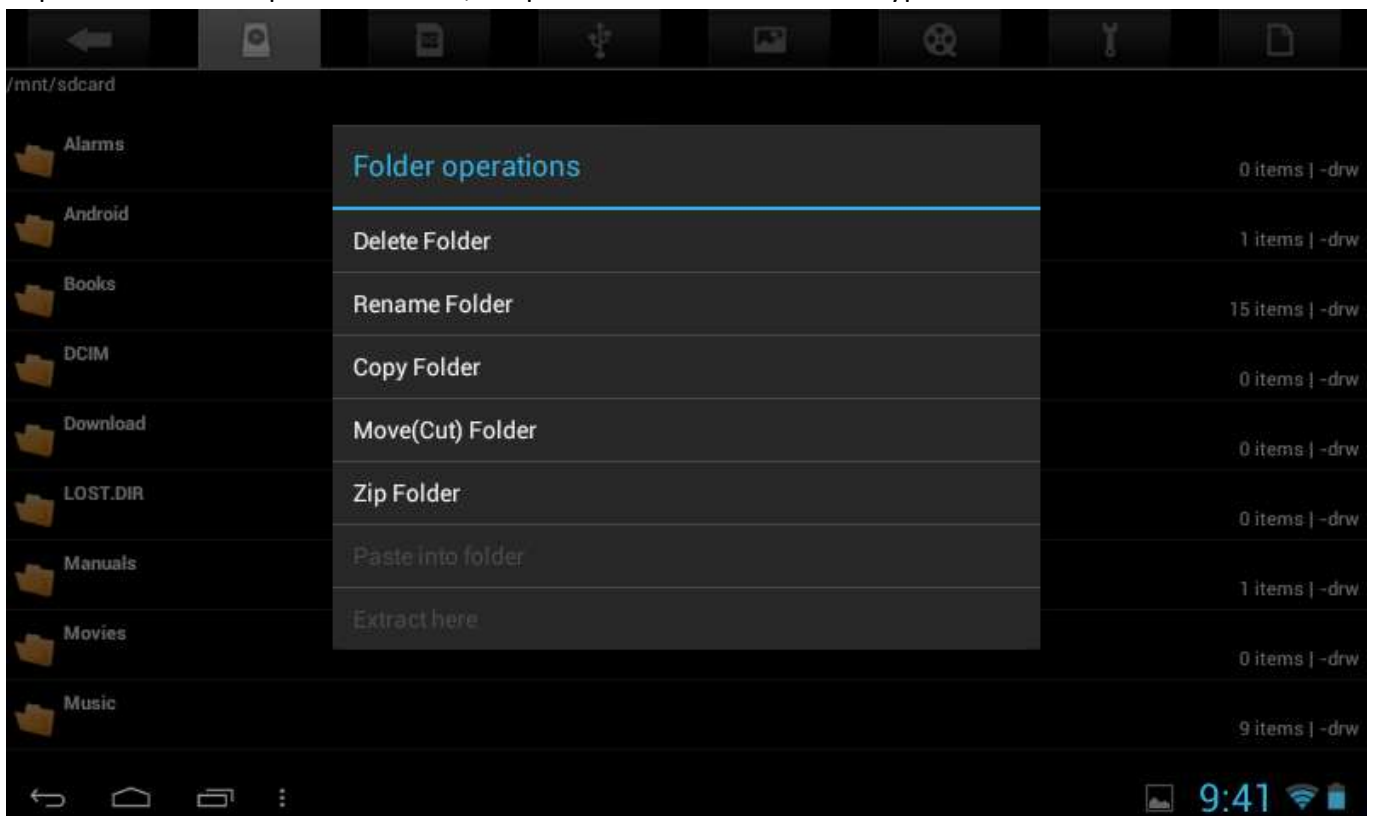 /mnt/sdcard
Alarms
0 items | -drw
Android
1 items | -drw
Books
15 items | -drw
DCIM
0 items | -drw
Download
0 items | -drw
LOST.DIR
0 items | -drw
Manuals
1 items | -drw
Movies
0 items | -drw
Music
9 items | -drw
Folder operations
Delete Folder
Rename Folder
Copy Folder
Move(Cut) Folder
Zip Folder
Paste into folder
Extract here
9:41